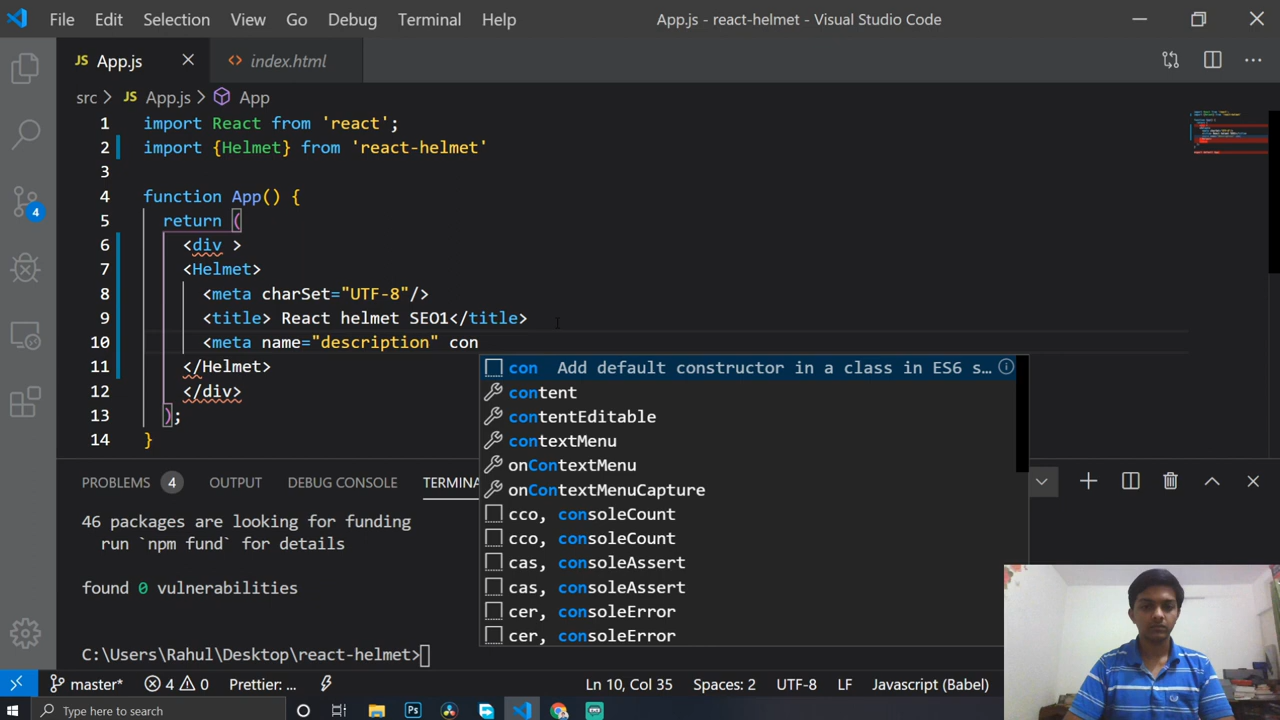 File Edit Selection View Go Debug Terminal Help App.js - react-helmet - Visual Studio Code
JS App.js <> index.html
src > JS App.js > App
1 import React from 'react';
2 import {Helmet} from 'react-helmet'
3
4 function App() {
5 return (
6 <div >
7 <Helmet>
8 <meta charSet="UTF-8"/>
9 <title> React helmet SEO1</title>
10 <meta name="description" con
11 </Helmet>
12 </div>
13 );
14 }
con Add default constructor in a class in ES6 s…
content
contentEditable
contextMenu
onContextMenu
onContextMenuCapture
cco, consoleCount
cco, consoleCount
cas, consoleAssert
cas, consoleAssert
cer, consoleError
cer, consoleError
4
PROBLEMS 4 OUTPUT DEBUG CONSOLE TERMINA
46 packages are looking for funding
run `npm fund` for details
found 0 vulnerabilities
C:\Users\Rahul\Desktop\react-helmet>
master* 4 0 Prettier: ... Ln 10, Col 35 Spaces: 2 UTF-8 LF Javascript (Babel)
Type here to search Ps